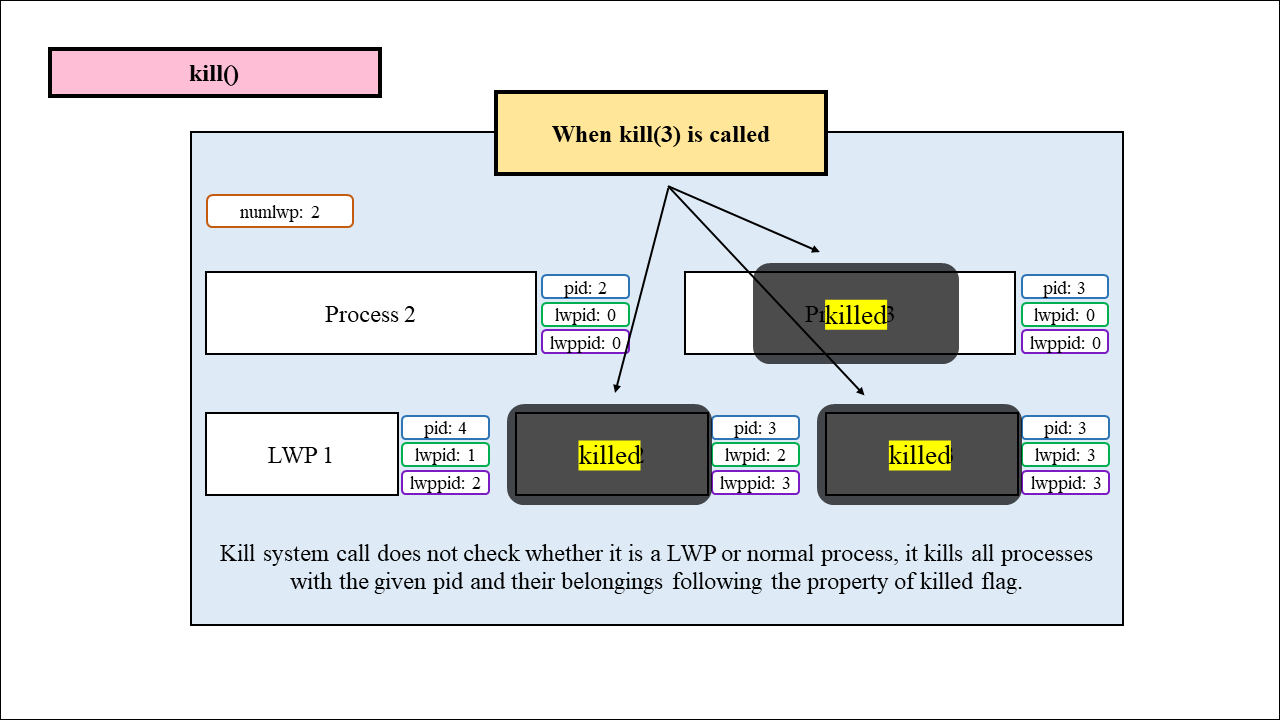 kill()
When kill(3) is called
numlwp: 2
Process 2
pid: 2
lwpid: 0
lwppid: 0
killed
pid: 3
lwpid: 0
lwppid: 0
LWP 1
pid: 4
lwpid: 1
lwppid: 2
killed
pid: 3
lwpid: 2
lwppid: 3
killed
pid: 3
lwpid: 3
lwppid: 3
Kill system call does not check whether it is a LWP or normal process, it kills all processes
with the given pid and their belongings following the property of killed flag.